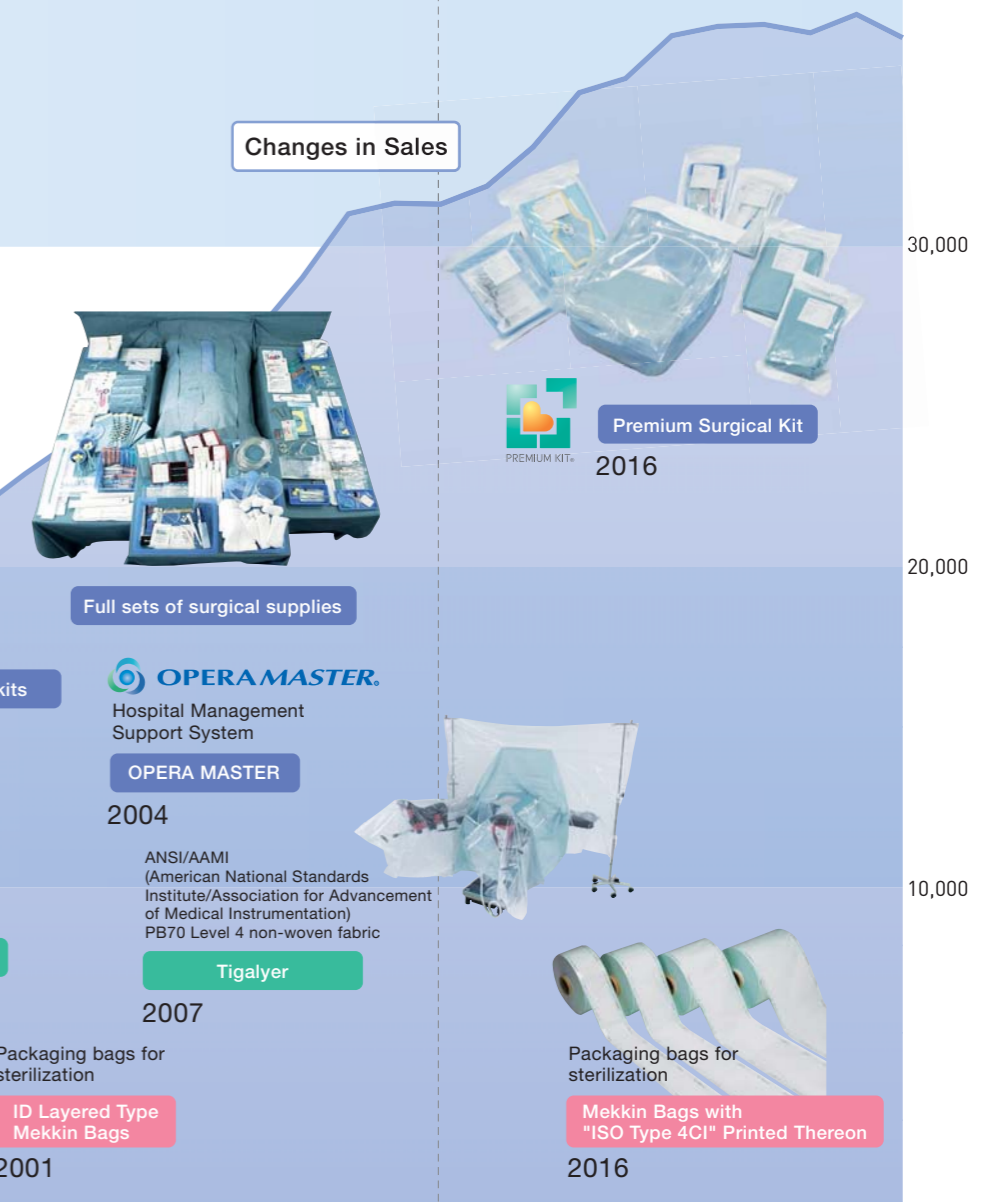 Changes in Sales
30,000
PREMIUM KIT®
Premium Surgical Kit
2016
20,000
Full sets of surgical supplies
kits
OPERA MASTER®
Hospital Management
Support System
OPERA MASTER
2004
ANSI/AAMI
(American National Standards
Institute/Association for Advancement
of Medical Instrumentation)
PB70 Level 4 non-woven fabric
10,000
Tigalyer
2007
Packaging bags for
sterilization
ID Layered Type
Mekkin Bags
2001
Packaging bags for
sterilization
Mekkin Bags with
"ISO Type 4CI" Printed Thereon
2016